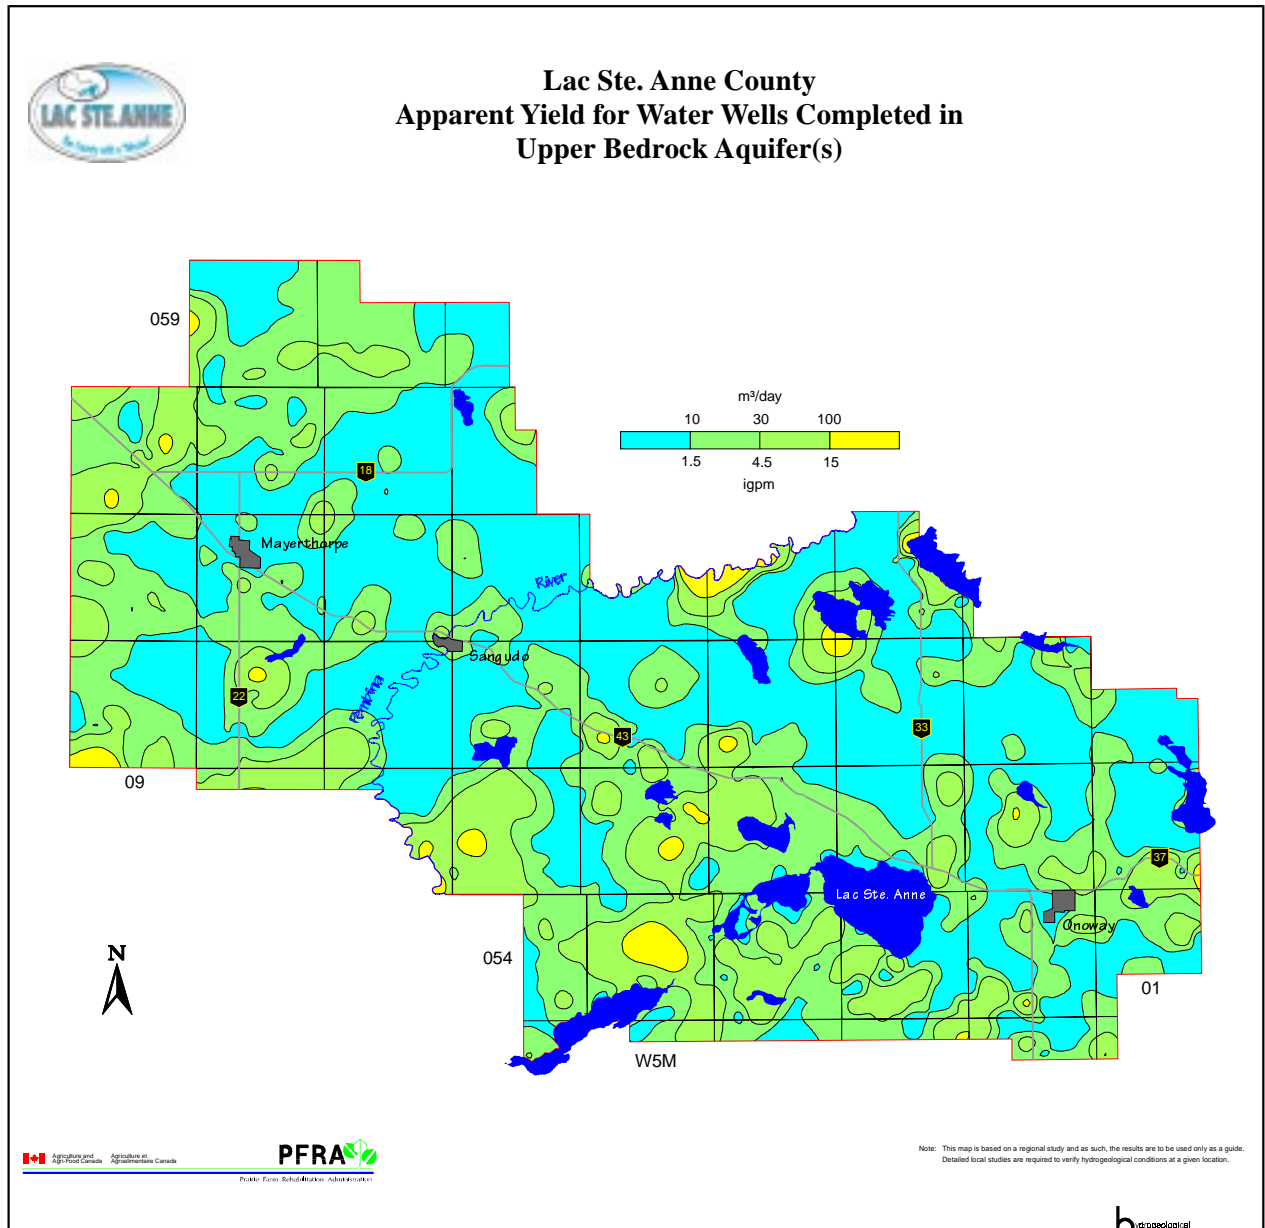 Lac Ste. Anne County
Apparent Yield for Water Wells Completed in
Upper Bedrock Aquifer(s)
LAC STE. ANNE
059
m³/day
10 30 100
1.5 4.5 15
igpm
18
Mayerthorpe
River
Sangudo
Pembina
22
43
33
09
37
Lac Ste. Anne
Onoway
N
054
01
W5M
Agriculture and Agriculture et
Agri-Food Canada Agroalimentaire Canada
PFRA
Prairie Farm Rehabilitation Administration
Note: This map is based on a regional study and as such, the results are to be used only as a guide.
Detailed local studies are required to verify hydrogeological conditions at a given location.
hydrogeological